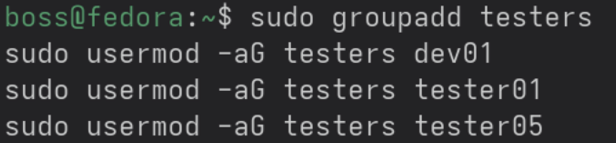 boss@fedora:~$ sudo groupadd testers
sudo usermod -aG testers dev01
sudo usermod -aG testers tester01
sudo usermod -aG testers tester05